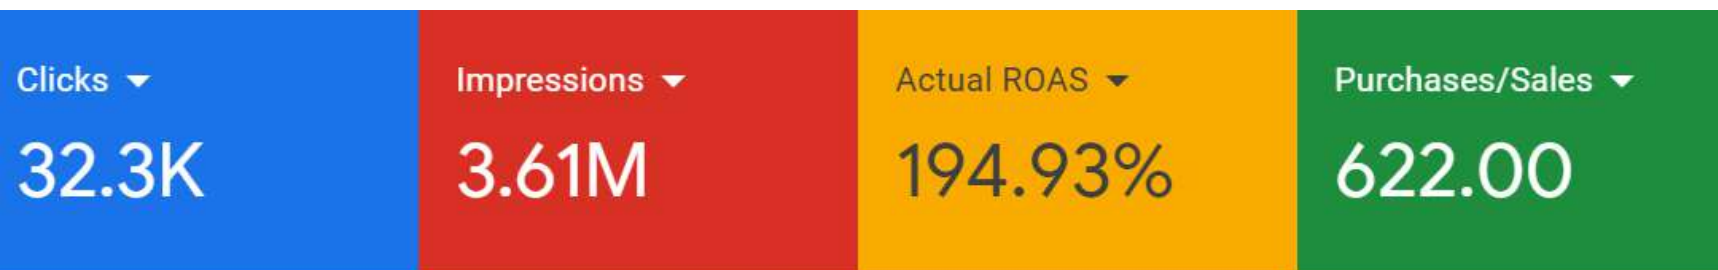 Clicks
32.3K
Impressions
3.61M
Actual ROAS
194.93%
Purchases/Sales
622.00